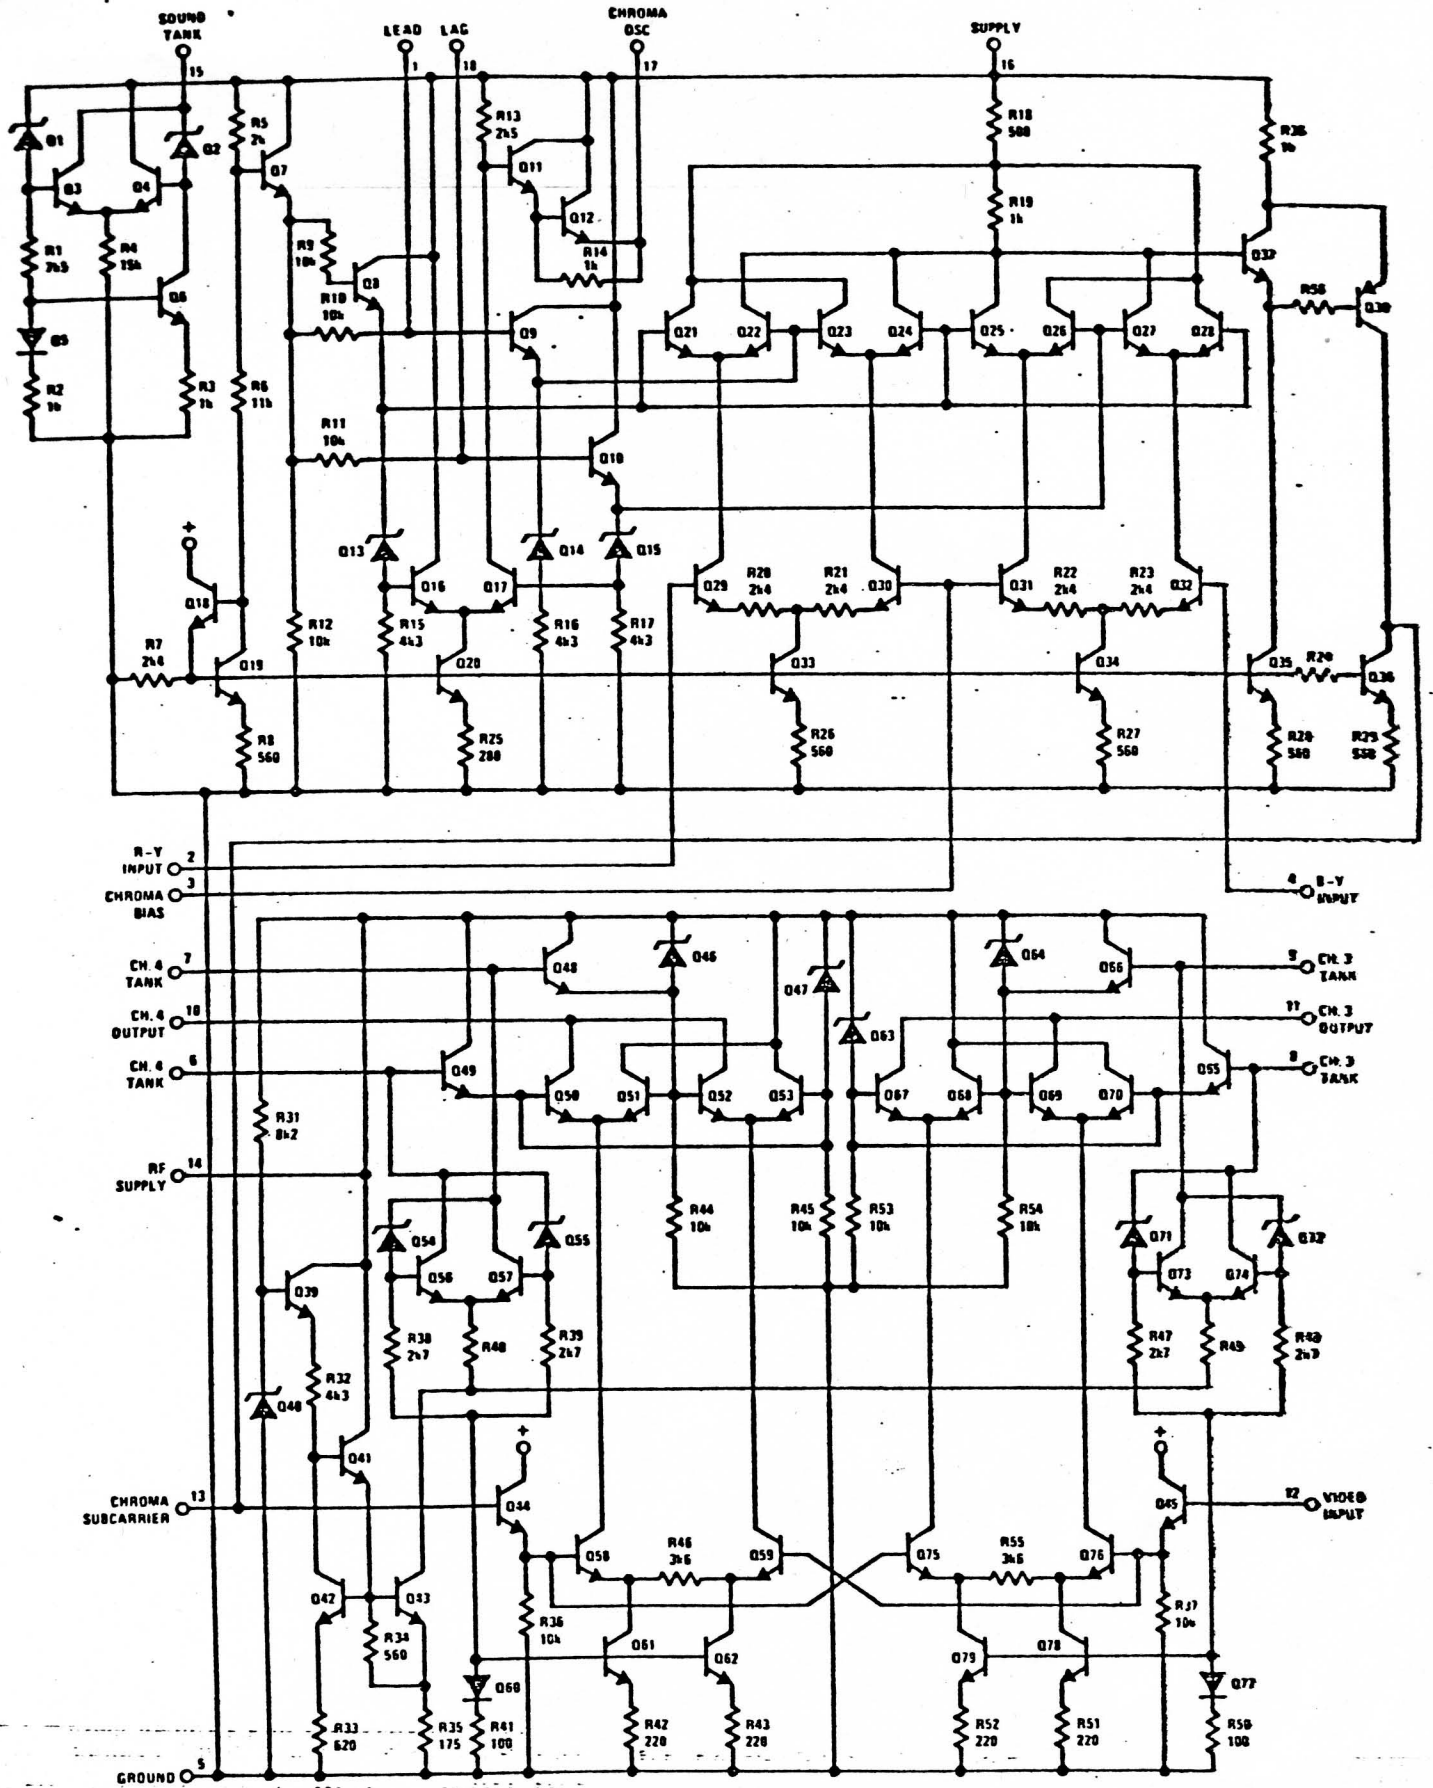 SOUND
TANK
LEAD
LAG
CHROMA
OSC
SUPPLY
15
1
18
17
16
Q1
R5
2k
R13
2k5
R18
500
Q2
Q3
Q4
Q7
Q11
R1
R4
15k
R9
10k
Q12
R14
1k
R19
1k
Q37
Q6
Q8
R10
10k
Q9
Q21
Q22
Q23
Q24
Q25
Q26
Q27
Q28
Q5
R2
1k
R3
1k
R6
11k
R11
10k
Q10
+
Q13
Q14
Q15
Q18
Q16
Q17
Q29
R20
2k4
R21
2k4
Q30
Q31
R22
2k4
R23
2k4
Q32
R7
2k4
Q19
R12
10k
R15
4k3
Q20
R16
4k3
R17
4k3
Q33
Q34
Q35
Q36
R8
560
R25
280
R26
560
R27
560
R-Y
INPUT
2
CHROMA
BIAS
3
4
B-Y
INPUT
CH. 4
TANK
7
Q48
Q46
Q47
Q64
Q66
9
CH. 3
TANK
CH. 4
OUTPUT
10
Q63
11
CH. 3
OUTPUT
CH. 4
TANK
6
Q49
Q50
Q51
Q52
Q53
Q67
Q68
Q69
Q70
8
CH. 3
TANK
R31
8k2
RF
SUPPLY
14
R44
10k
R45
10k
R53
10k
R54
10k
Q54
Q55
Q56
Q57
Q71
Q73
Q74
Q39
R38
2k7
R40
R39
2k7
R47
2k7
R49
R48
2k7
R32
4k3
Q40
Q41
+
+
CHROMA
SUBCARRIER
13
Q44
Q45
12
VIDEO
INPUT
Q58
R46
3k6
Q59
Q75
R55
3k6
Q76
Q42
Q43
R34
560
R36
10k
Q61
Q62
Q79
Q78
R37
10k
Q60
Q77
R33
620
R35
175
R41
100
R42
220
R43
220
R52
220
R51
220
R50
100
GROUND
5